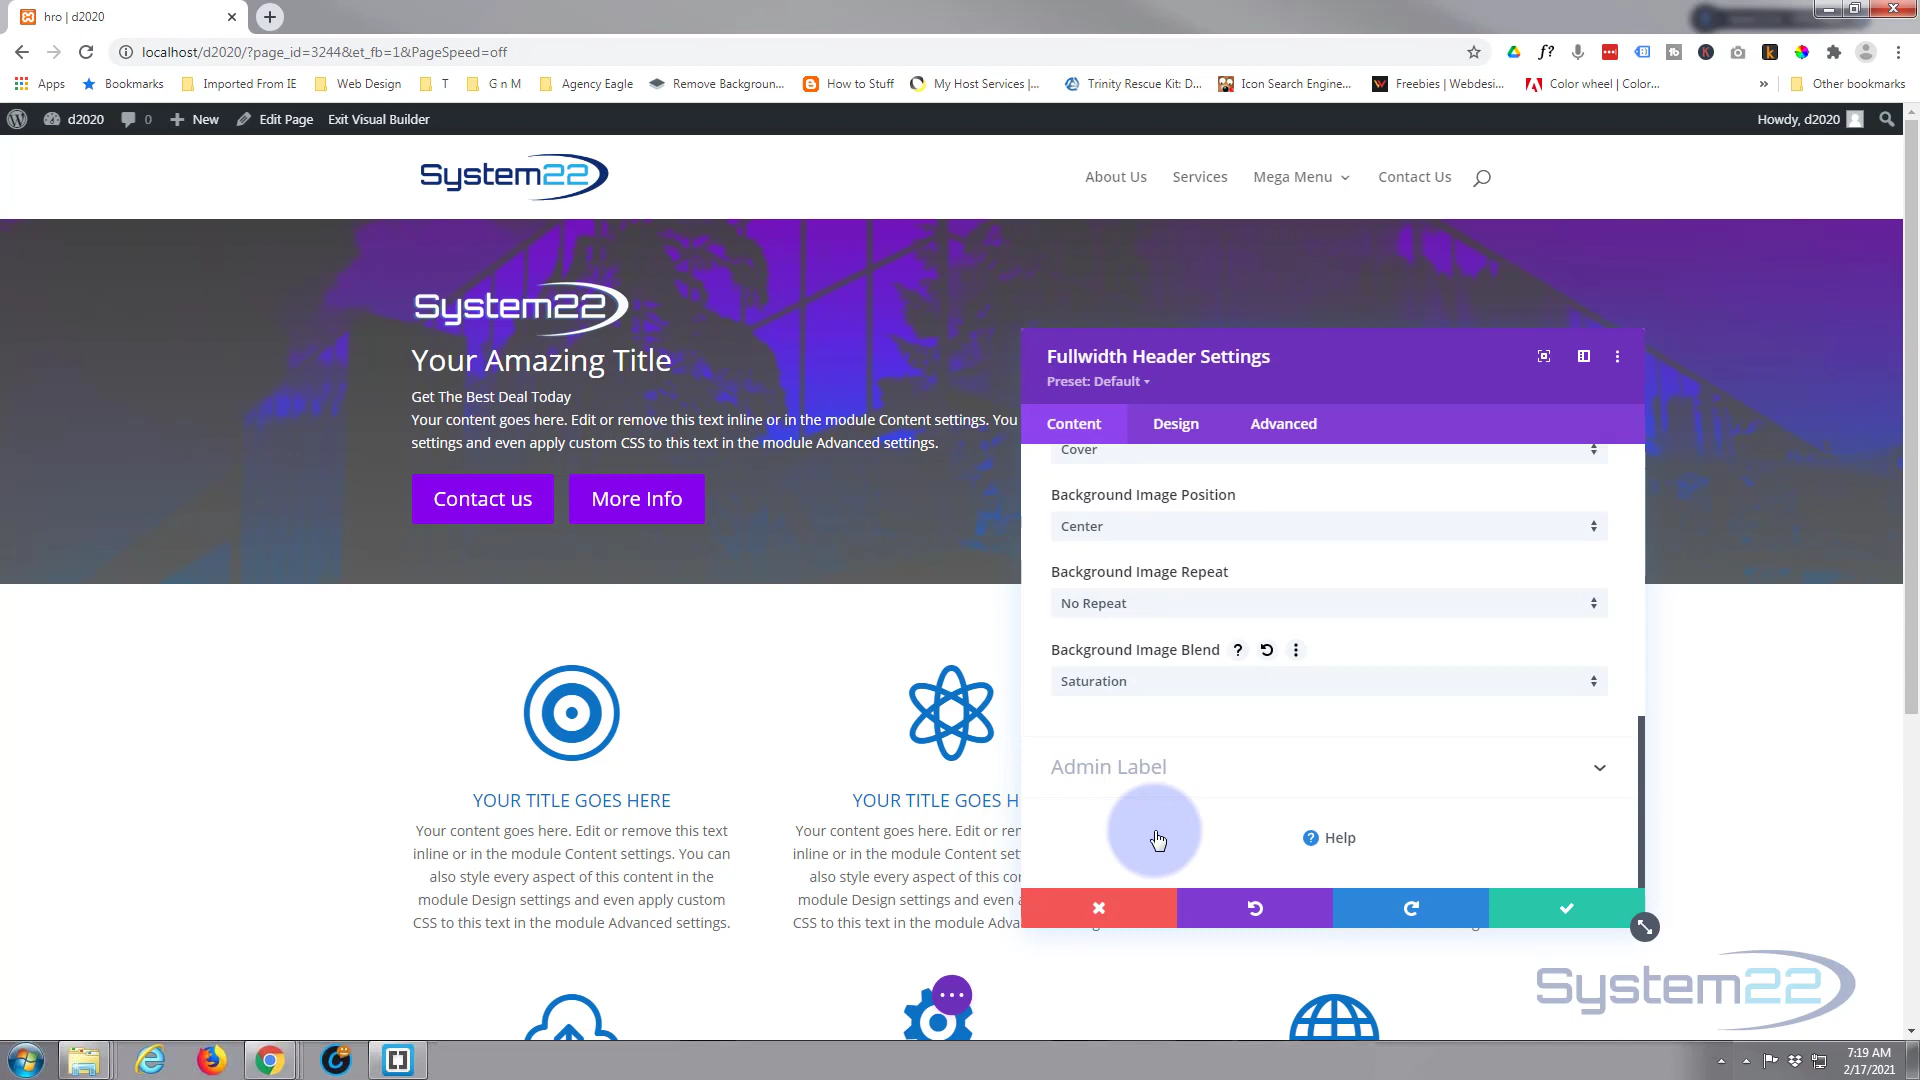 hro | d2020
localhost/d2020/?page_id=3244&et_fb=1&PageSpeed=off
Apps
Bookmarks
Imported From IE
Web Design
T
G n M
Agency Eagle
Remove Backgroun...
How to Stuff
My Host Services |...
Trinity Rescue Kit: D...
Icon Search Engine...
Freebies | Webdesi...
Color wheel | Color...
»
Other bookmarks
d2020
0
New
Edit Page
Exit Visual Builder
Howdy, d2020
System22
About Us
Services
Mega Menu
Contact Us
System22
Your Amazing Title
Get The Best Deal Today
Your content goes here. Edit or remove this text inline or in the module Content settings. You
settings and even apply custom CSS to this text in the module Advanced settings.
Contact us
More Info
Fullwidth Header Settings
Preset: Default
Content
Design
Advanced
Cover
Background Image Position
Center
Background Image Repeat
No Repeat
Background Image Blend
Saturation
Admin Label
Help
YOUR TITLE GOES HERE
Your content goes here. Edit or remove this text
inline or in the module Content settings. You can
also style every aspect of this content in the
module Design settings and even apply custom
CSS to this text in the module Advanced settings.
YOUR TITLE GOES H
Your content goes here. Edit or rem
inline or in the module Content sett
also style every aspect of this con
module Design settings and even a
CSS to this text in the module Adva
System22
7:19 AM
2/17/2021